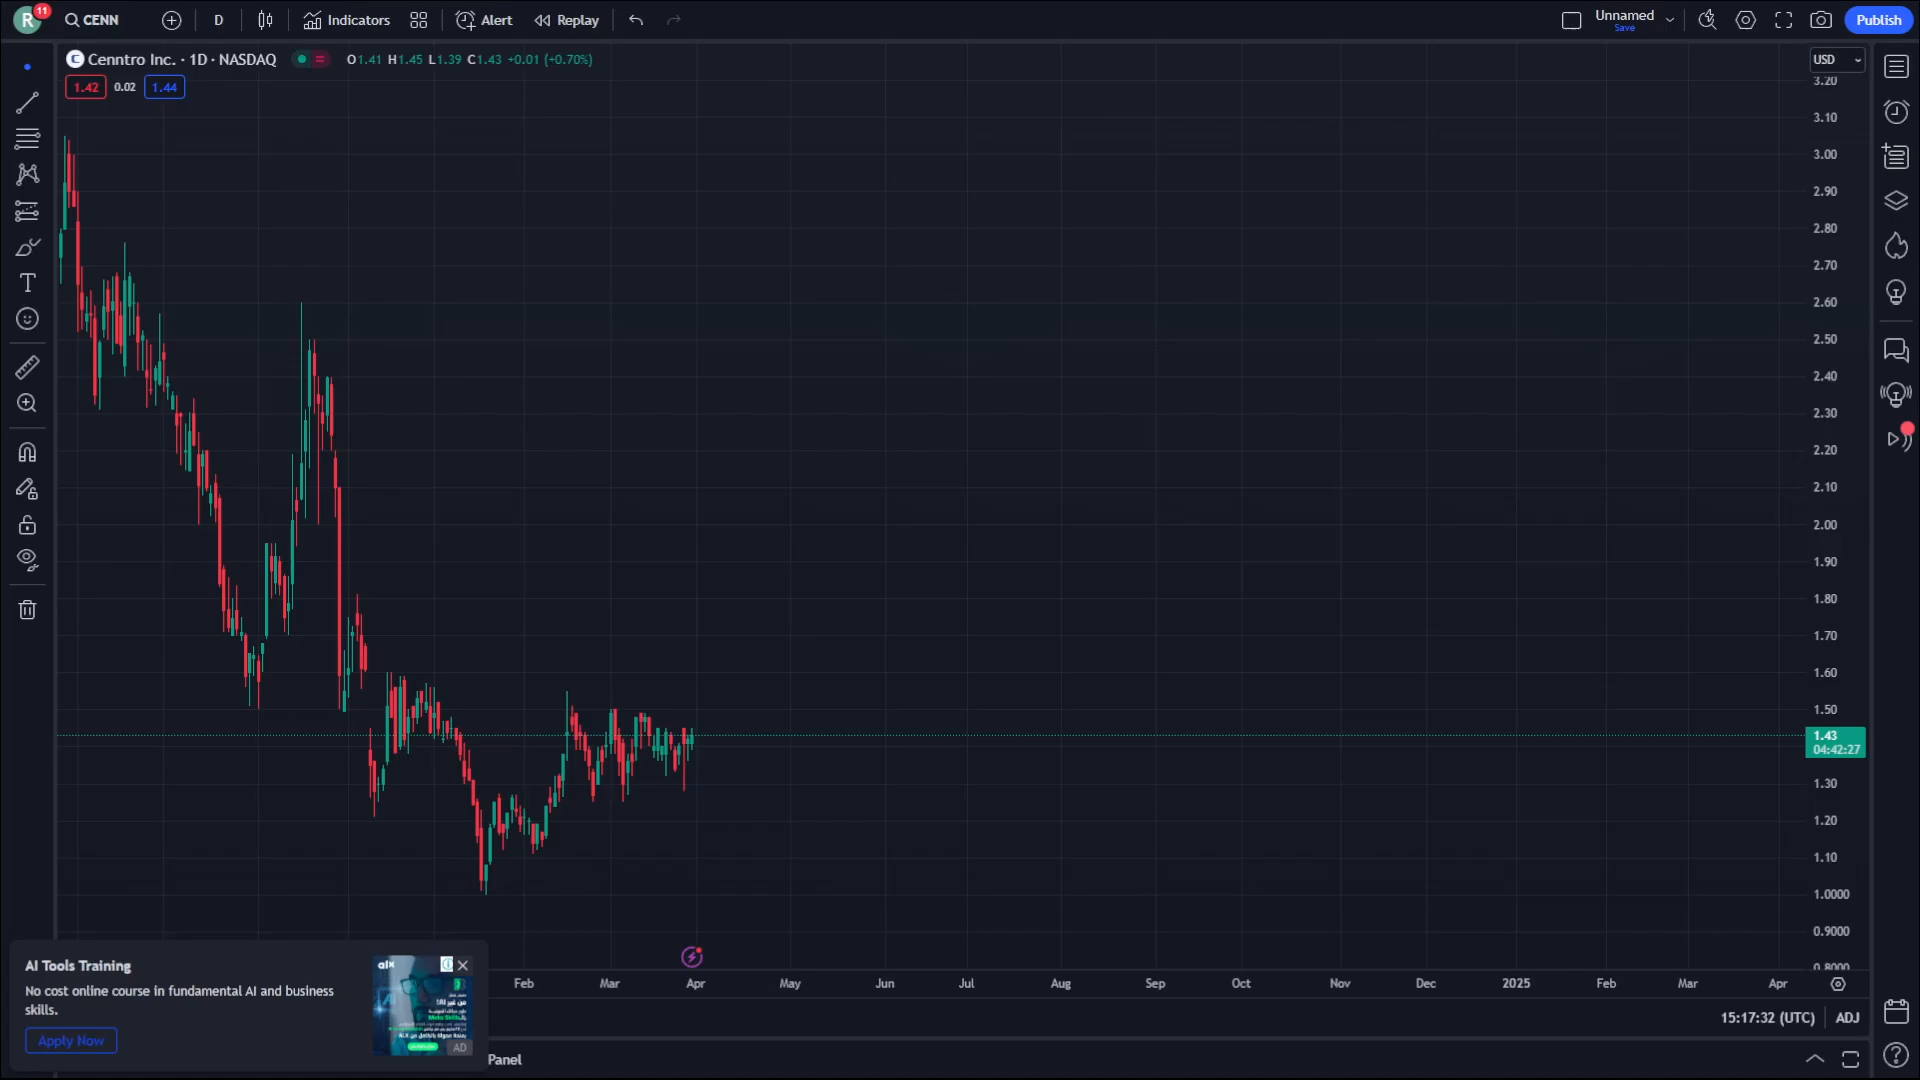 R
11
CENN
D
Indicators
Alert
Replay
Unnamed
Save
Publish
Cenntro Inc. · 1D · NASDAQ
O1.41 H1.45 L1.39 C1.43 +0.01 (+0.70%)
1.42 0.02 1.44
USD
3.20
3.10
3.00
2.90
2.80
2.70
2.60
2.50
2.40
2.30
2.20
2.10
2.00
1.90
1.80
1.70
1.60
1.50
1.43
04:42:27
1.30
1.20
1.10
1.0000
0.9000
0.8000
Feb Mar Apr May Jun Jul Aug Sep Oct Nov Dec 2025 Feb Mar Apr
AI Tools Training
No cost online course in fundamental AI and business
skills.
Apply Now
alx
AD
15:17:32 (UTC) ADJ
Panel